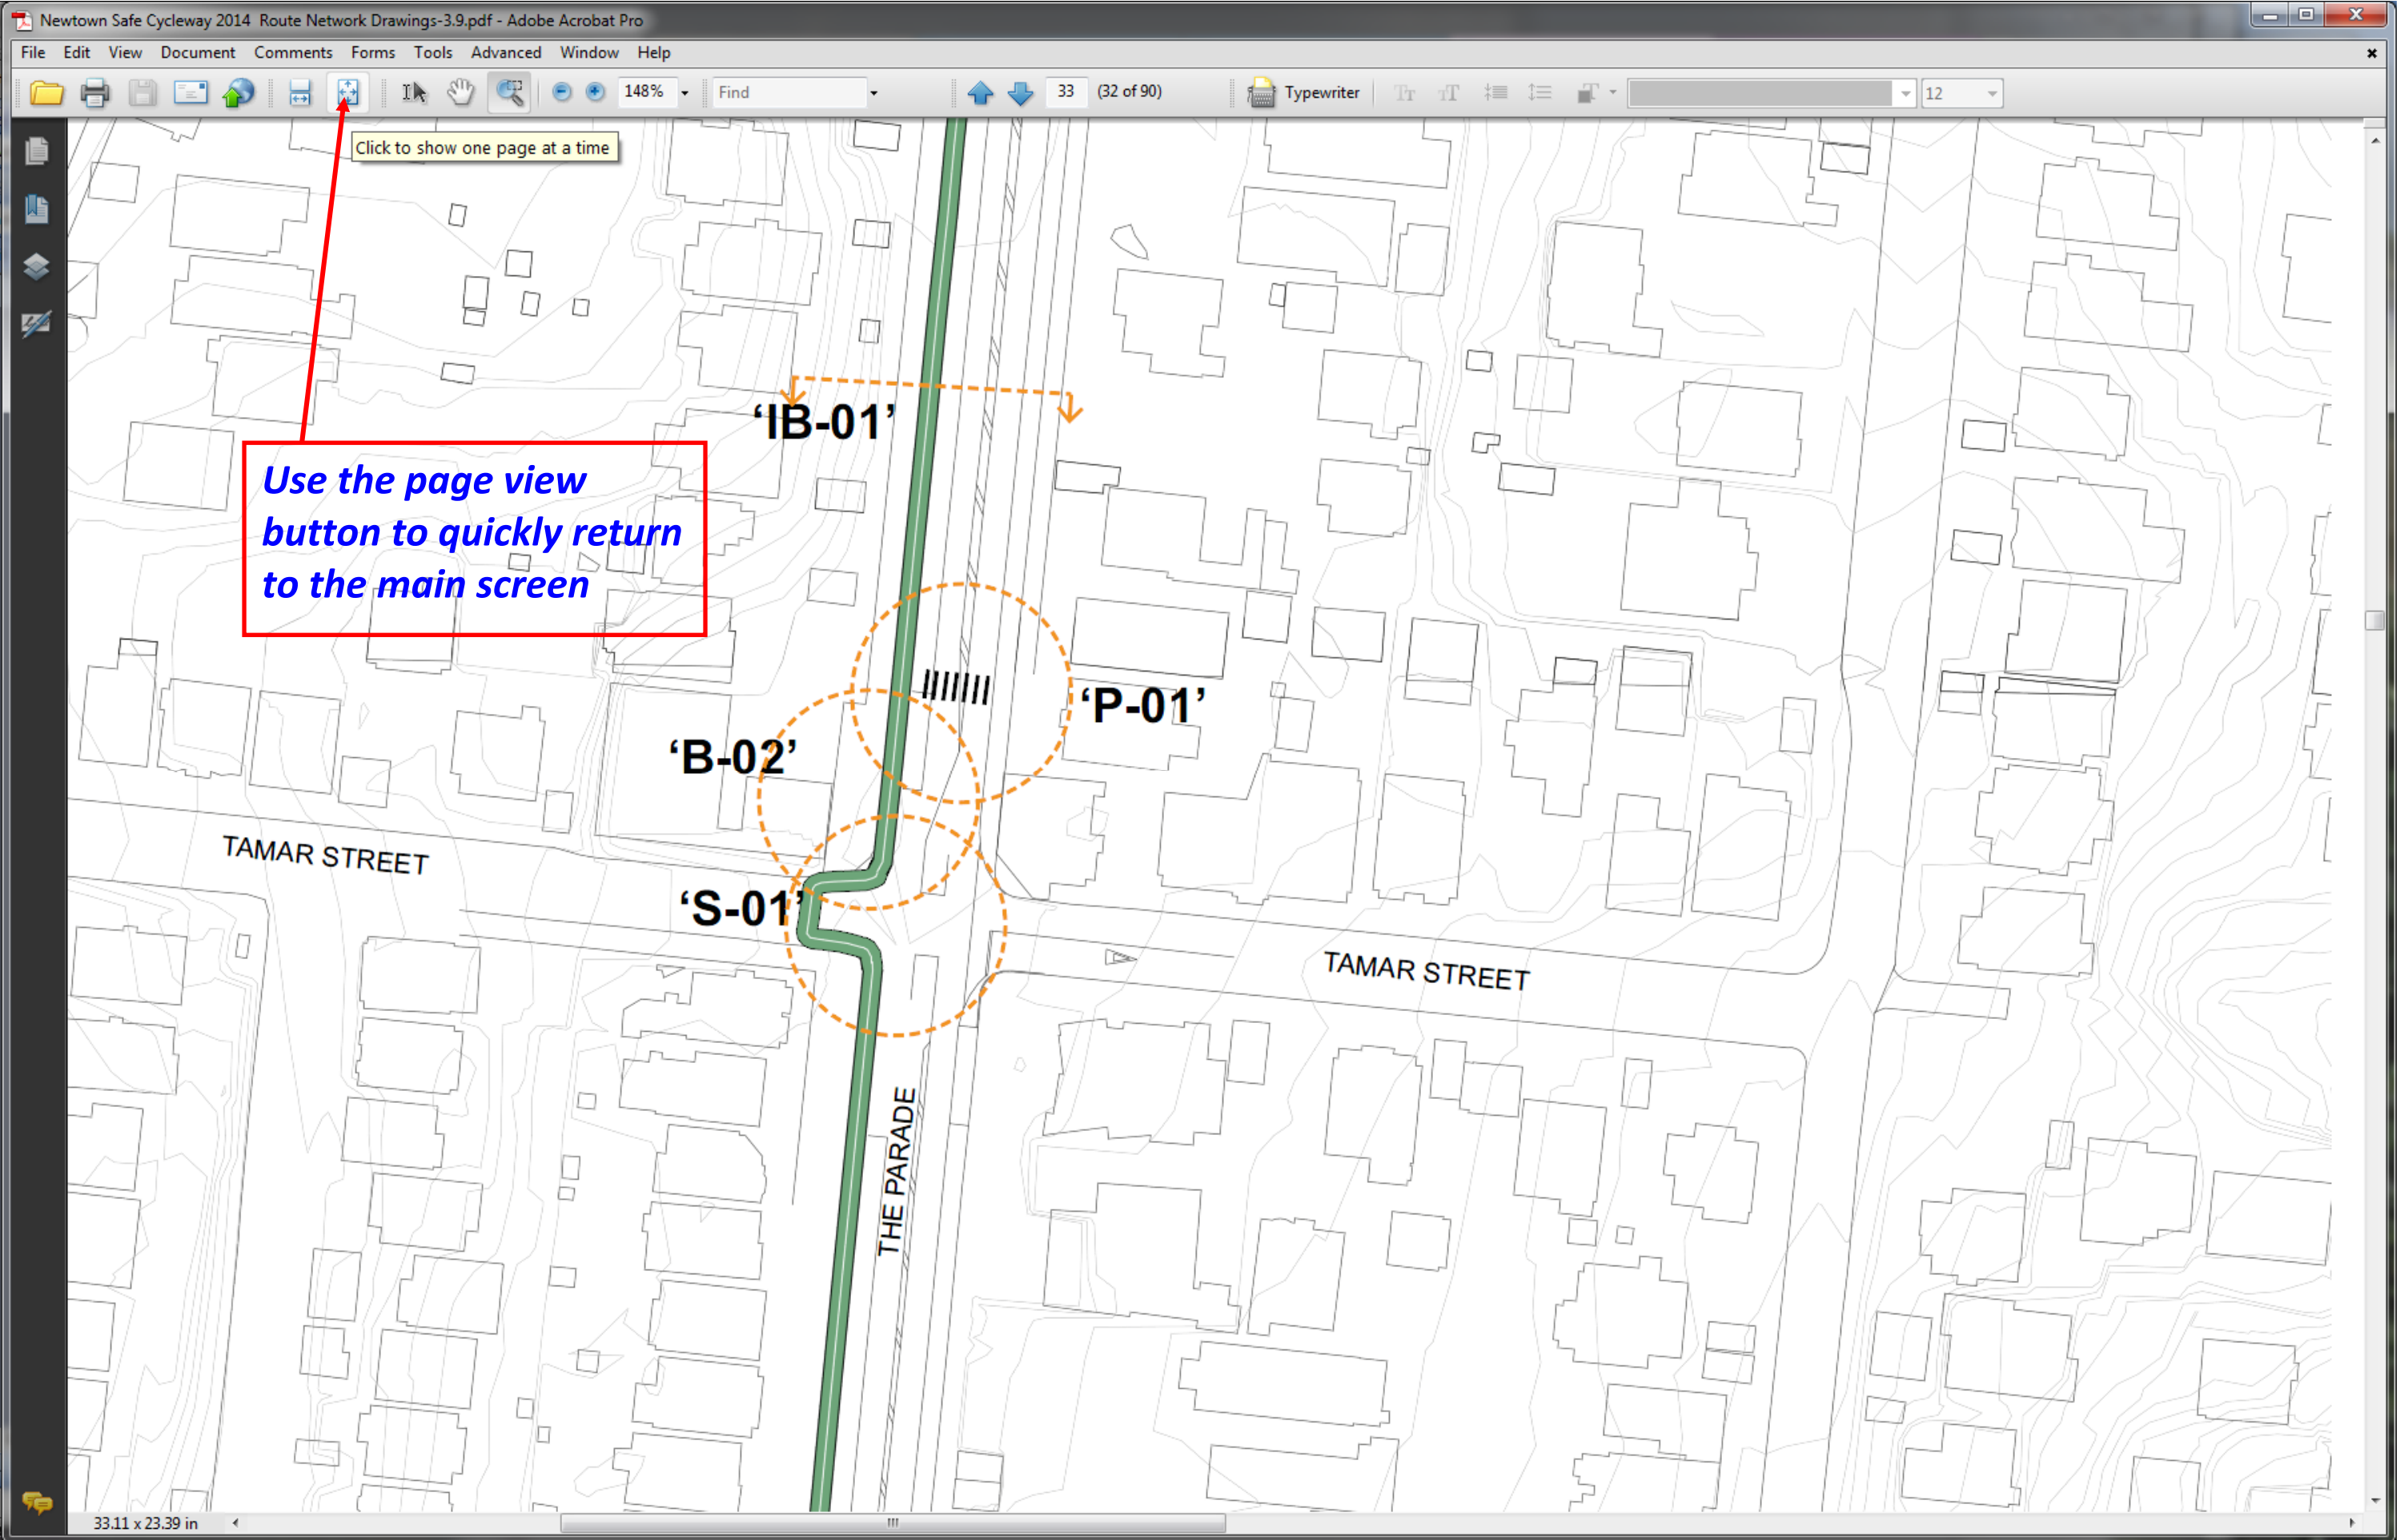 Newtown Safe Cycleway 2014 Route Network Drawings-3.9.pdf - Adobe Acrobat Pro
File Edit View Document Comments Forms Tools Advanced Window Help
148% Find 33 (32 of 90) Typewriter 12
Click to show one page at a time
‘IB-01’
Use the page view
button to quickly return
to the main screen
‘P-01’
‘B-02’
TAMAR STREET
‘S-01’
TAMAR STREET
THE PARADE
33.11 x 23.39 in